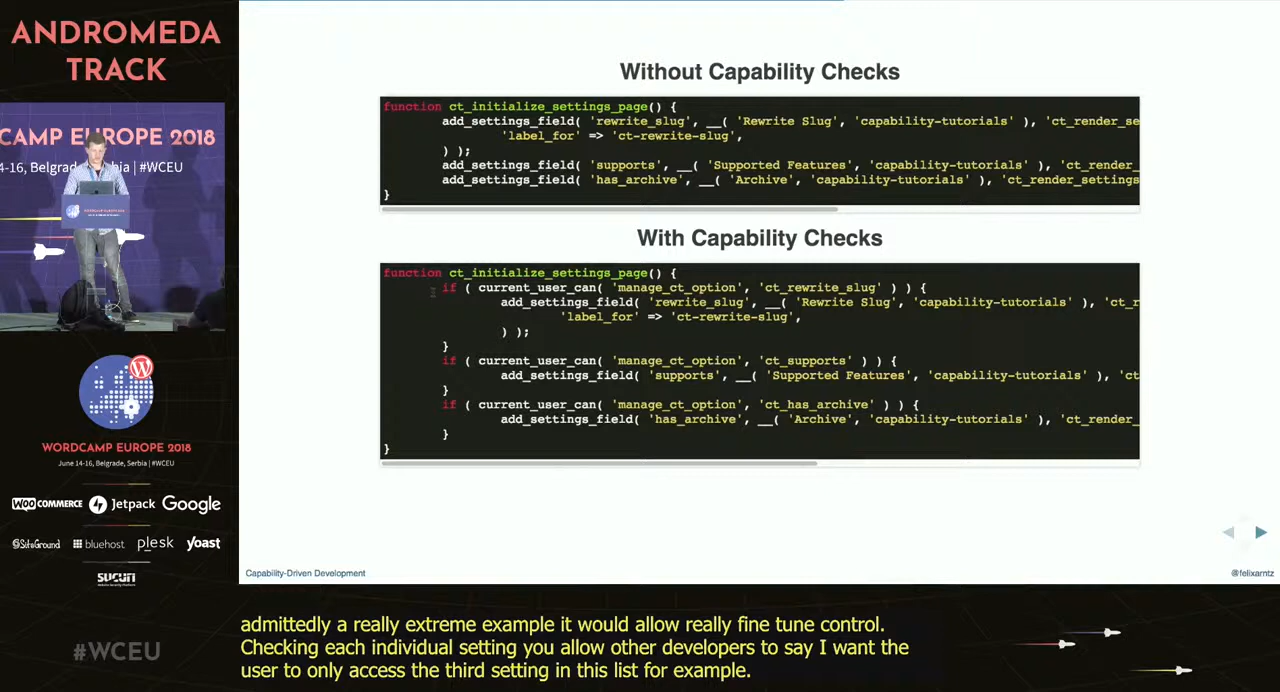 ANDROMEDA
TRACK
CAMP EUROPE 2018
4-16, Belgrade, Serbia | #WCEU
WORDCAMP EUROPE 2018
June 14-16, Belgrade, Serbia | #WCEU
WOO COMMERCE Jetpack Google
SiteGround bluehost plesk yoast
SUCURI
#WCEU
Without Capability Checks
function ct_initialize_settings_page() {
add_settings_field( 'rewrite_slug', __( 'Rewrite Slug', 'capability-tutorials' ), 'ct_render_se
'label_for' => 'ct-rewrite-slug',
) );
add_settings_field( 'supports', __( 'Supported Features', 'capability-tutorials' ), 'ct_render_
add_settings_field( 'has_archive', __( 'Archive', 'capability-tutorials' ), 'ct_render_settings
}
With Capability Checks
function ct_initialize_settings_page() {
if ( current_user_can( 'manage_ct_option', 'ct_rewrite_slug' ) ) {
add_settings_field( 'rewrite_slug', __( 'Rewrite Slug', 'capability-tutorials' ), 'ct_r
'label_for' => 'ct-rewrite-slug',
) );
}
if ( current_user_can( 'manage_ct_option', 'ct_supports' ) ) {
add_settings_field( 'supports', __( 'Supported Features', 'capability-tutorials' ), 'ct
}
if ( current_user_can( 'manage_ct_option', 'ct_has_archive' ) ) {
add_settings_field( 'has_archive', __( 'Archive', 'capability-tutorials' ), 'ct_render_
}
}
Capability-Driven Development
@felixarntz
admittedly a really extreme example it would allow really fine tune control.
Checking each individual setting you allow other developers to say I want the
user to only access the third setting in this list for example.